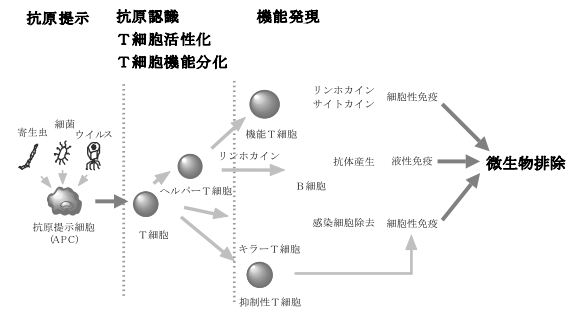 抗原提示
抗原認識
T細胞活性化
T細胞機能分化
機能発現
寄生虫
細菌
ウイルス
抗原提示細胞
(APC)
T細胞
ヘルパーT細胞
機能T細胞
リンホカイン
B細胞
キラーT細胞
抑制性T細胞
リンホカイン
サイトカイン
細胞性免疫
抗体産生
液性免疫
感染細胞除去
細胞性免疫
微生物排除